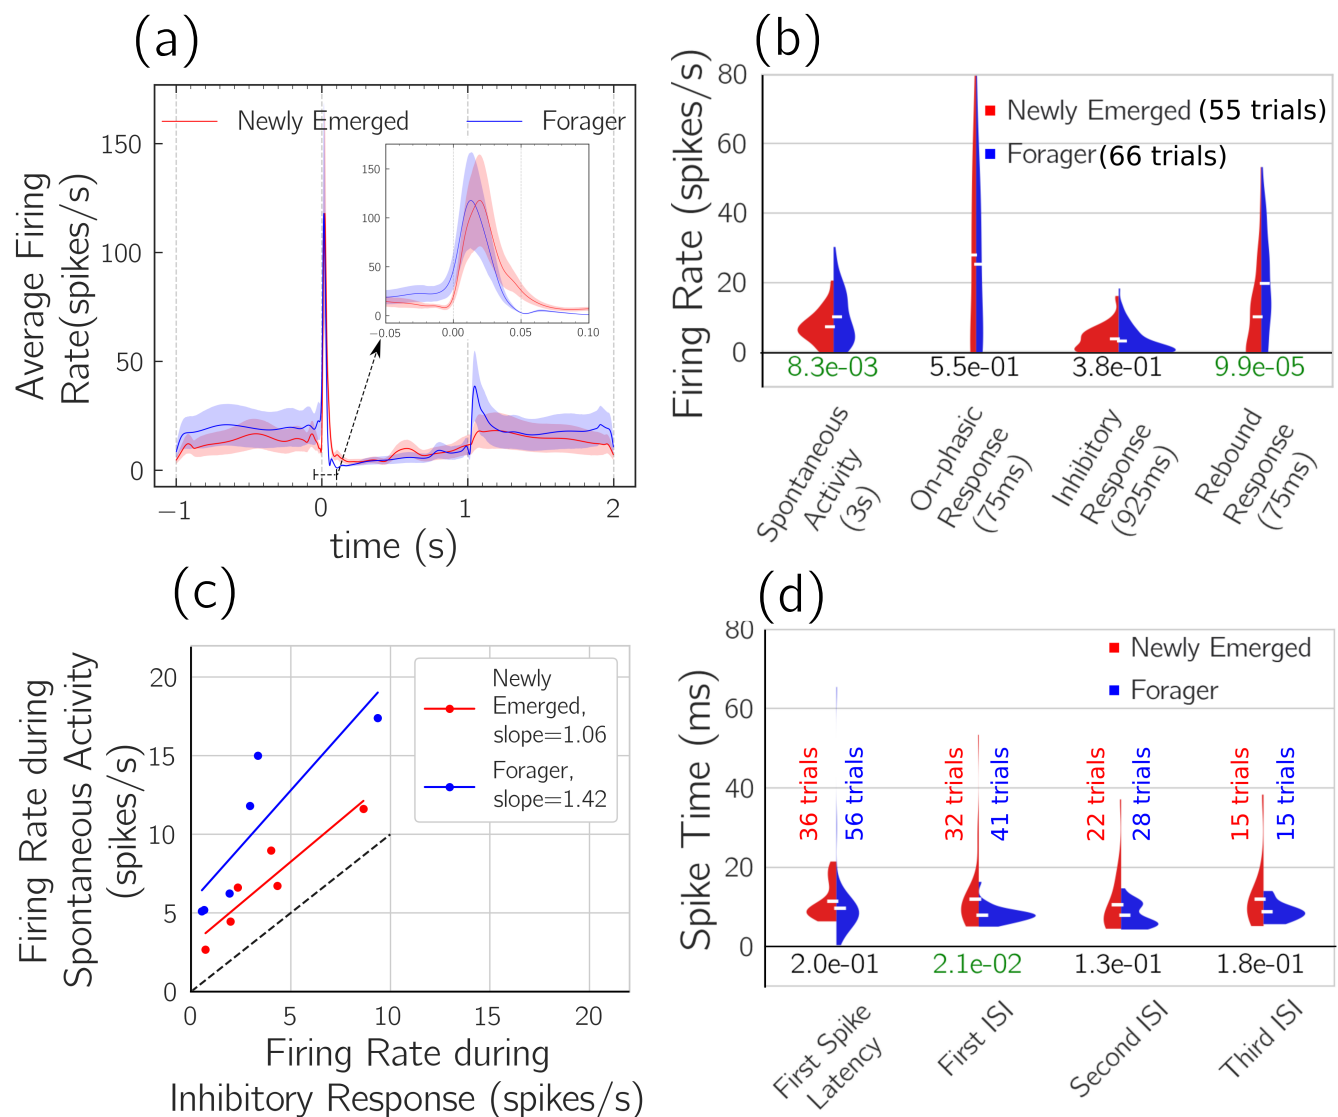 (a)
Average Firing
Rate(spikes/s)
150
100
50
0
Newly Emerged
Forager
150
100
50
0
−0.05
0.00
0.05
0.10
−1
0
1
2
time (s)
(b)
Firing Rate (spikes/s)
80
60
40
20
0
Newly Emerged (55 trials)
Forager(66 trials)
8.3e-03
5.5e-01
3.8e-01
9.9e-05
Spontaneous
Activity
(3s)
On-phasic
Response
(75ms)
Inhibitory
Response
(925ms)
Rebound
Response
(75ms)
(c)
Firing Rate during
Spontaneous Activity
(spikes/s)
20
15
10
5
0
Newly
Emerged,
slope=1.06
Forager,
slope=1.42
0
5
10
15
20
Firing Rate during
Inhibitory Response (spikes/s)
(d)
Spike Time (ms)
80
60
40
20
0
Newly Emerged
Forager
36 trials
56 trials
32 trials
41 trials
22 trials
28 trials
15 trials
15 trials
2.0e-01
2.1e-02
1.3e-01
1.8e-01
First Spike
Latency
First ISI
Second ISI
Third ISI